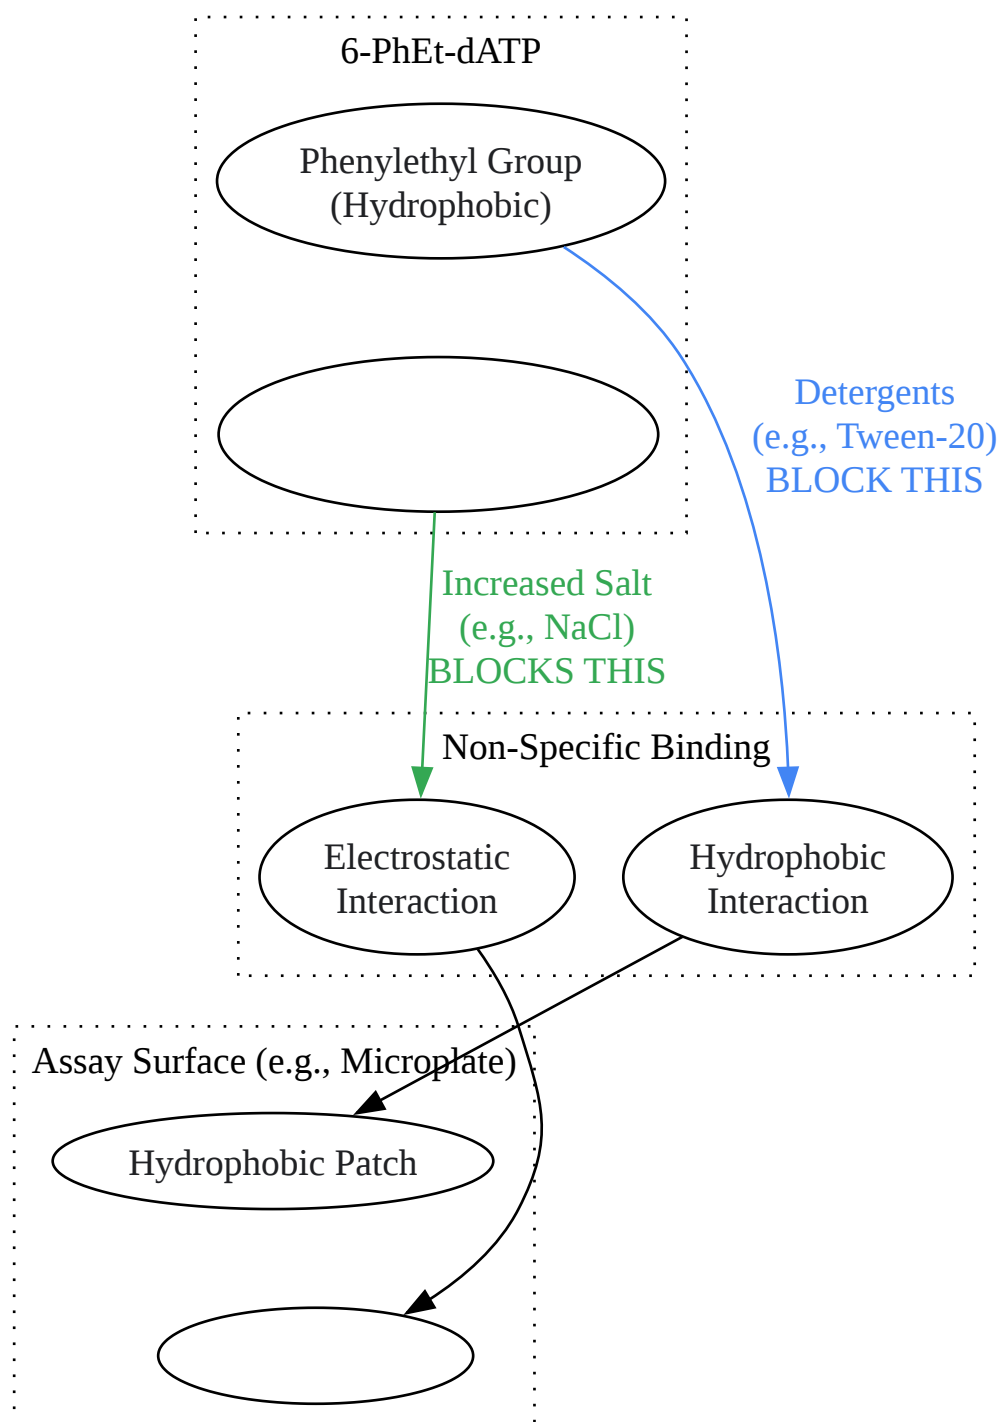 6-PhEt-dATP
Phenylethyl Group
(Hydrophobic)
Detergents
(e.g., Tween-20)
BLOCK THIS
Increased Salt
(e.g., NaCl)
BLOCKS THIS
Non-Specific Binding
Electrostatic
Interaction
Hydrophobic
Interaction
Assay Surface (e.g., Microplate)
Hydrophobic Patch